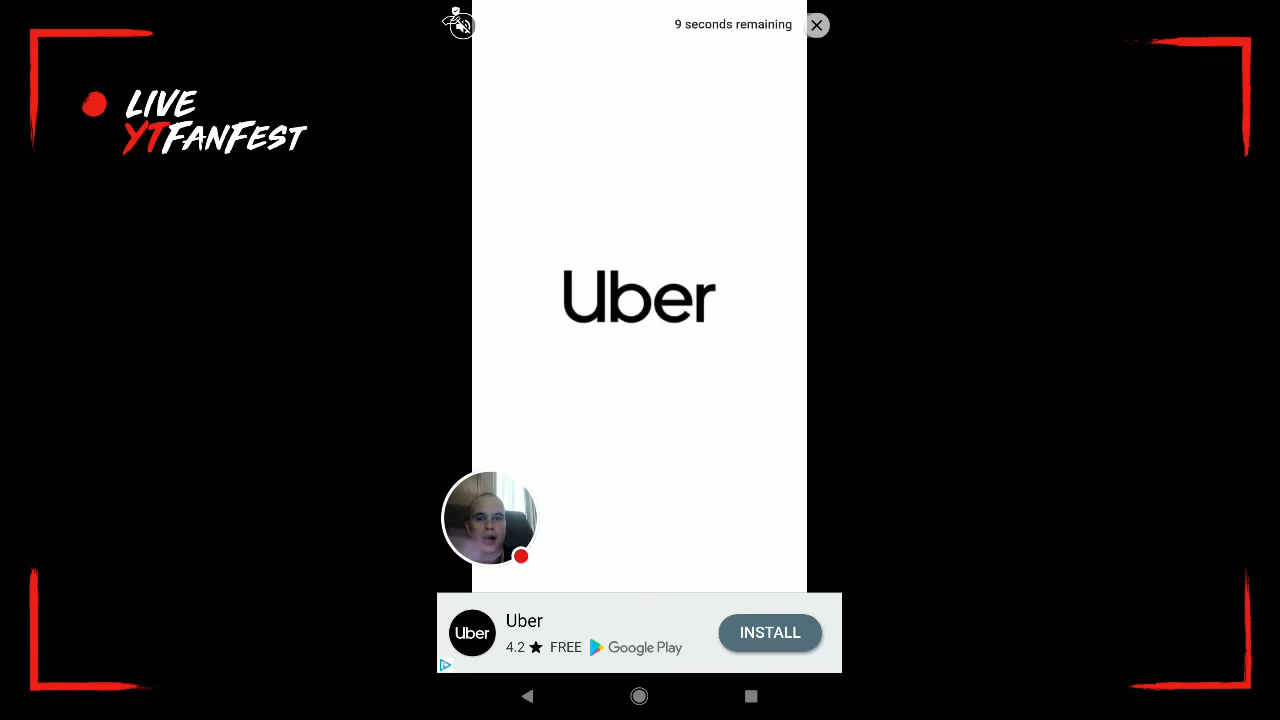 LIVE
YTFANFEST
9 seconds remaining
Uber
Uber
Uber
4.2 ★ FREE Google Play
INSTALL